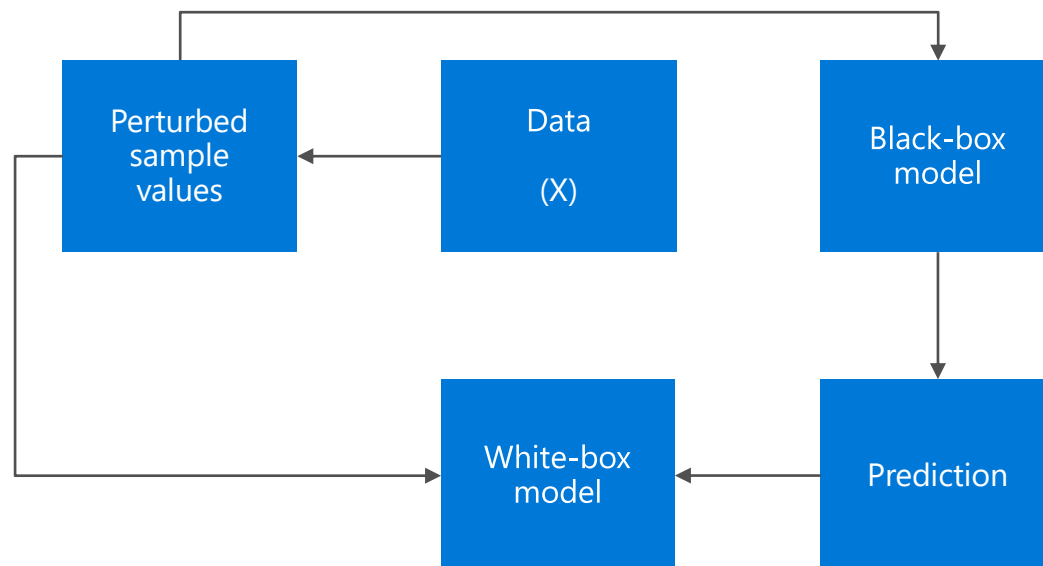 Perturbed
sample
values
Data
(X)
Black-box
model
White-box
model
Prediction